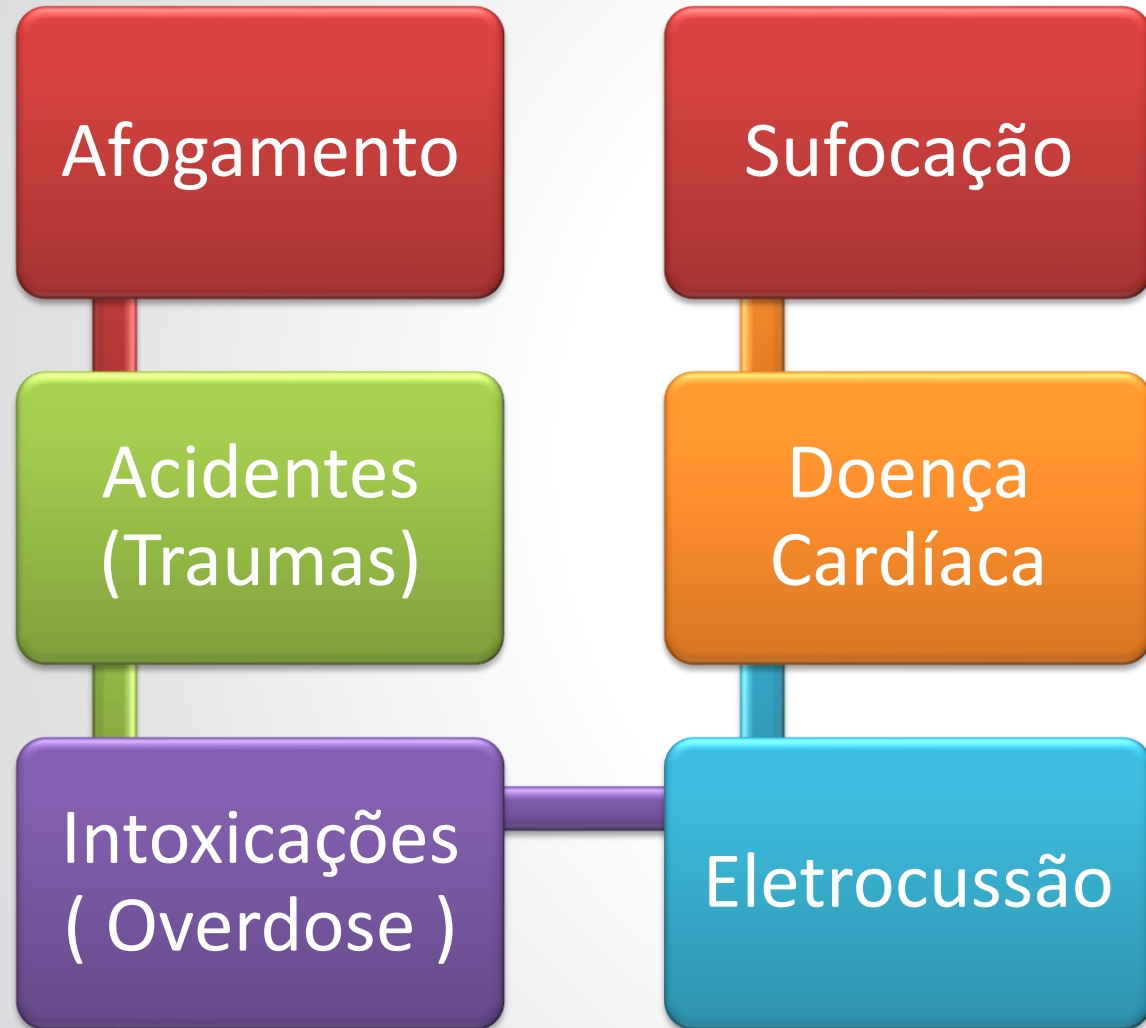 Afogamento
Acidentes
(Traumas)
Intoxicações
( Overdose )
Eletrocussão
Doença
Cardíaca
Sufocação